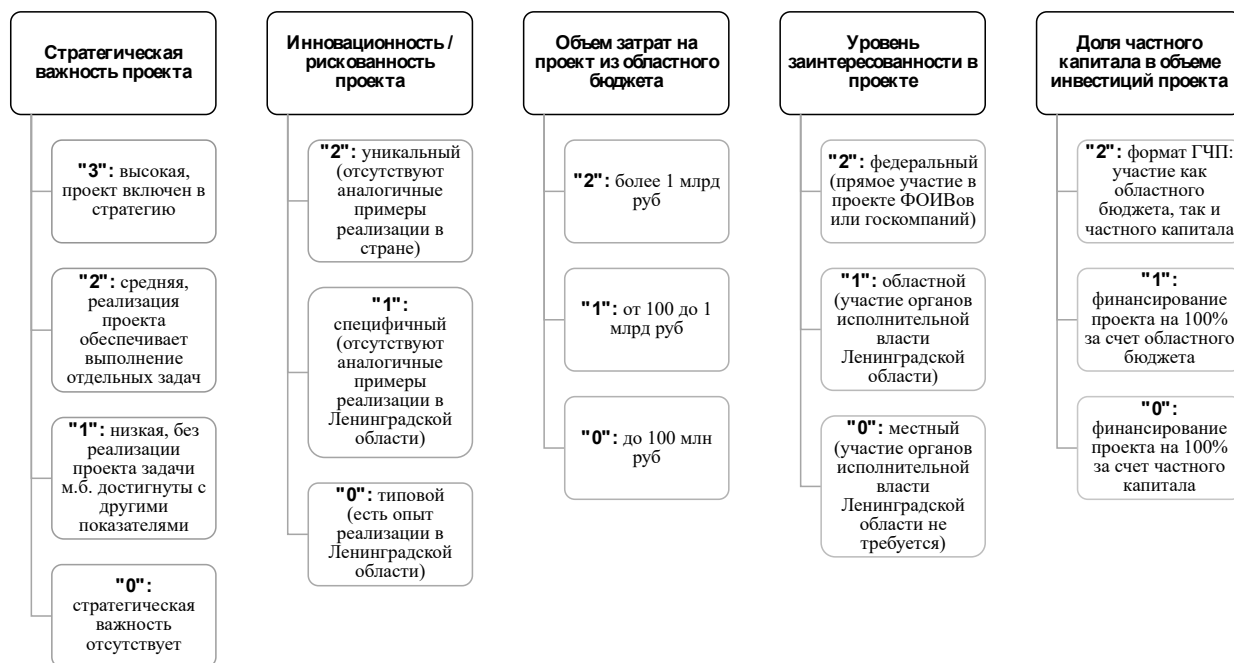 Стратегическая
важность проекта
"3": высокая,
проект включен в
стратегию
"2": средняя,
реализация
проекта
обеспечивает
выполнение
отдельных задач
"1": низкая, без
реализации
проекта задачи
м.б. достигнуты с
другими
показателями
"0":
стратегическая
важность
отсутствует
Инновационность /
рискованность
проекта
"2": уникальный
(отсутствуют
аналогичные
примеры
реализации в
стране)
"1":
специфичный
(отсутствуют
аналогичные
примеры
реализации в
Ленинградской
области)
"0": типовой
(есть опыт
реализации в
Ленинградской
области)
Объем затрат на
проект из областного
бюджета
"2": более 1 млрд
руб
"1": от 100 до 1
млрд руб
"0": до 100 млн
руб
Уровень
заинтересованности в
проекте
"2": федеральный
(прямое участие в
проекте ФОИВов
или госкомпаний)
"1": областной
(участие органов
исполнительной
власти
Ленинградской
области)
"0": местный
(участие органов
исполнительной
власти
Ленинградской
области не
требуется)
Доля частного
капитала в объеме
инвестиций проекта
"2": формат ГЧП:
участие как
областного
бюджета, так и
частного капитала
"1":
финансирование
проекта на 100%
за счет областного
бюджета
"0":
финансирование
проекта на 100%
за счет частного
капитала